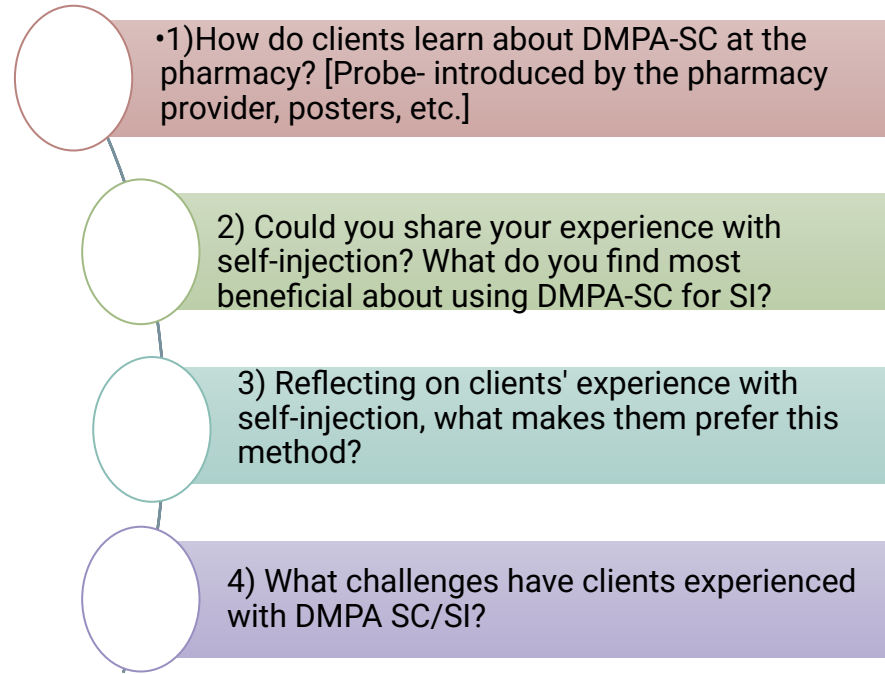 •1)How do clients learn about DMPA-SC at the
pharmacy? [Probe- introduced by the pharmacy
provider, posters, etc.]
2) Could you share your experience with
self-injection? What do you find most
beneficial about using DMPA-SC for SI?
3) Reflecting on clients' experience with
self-injection, what makes them prefer this
method?
4) What challenges have clients experienced
with DMPA SC/SI?